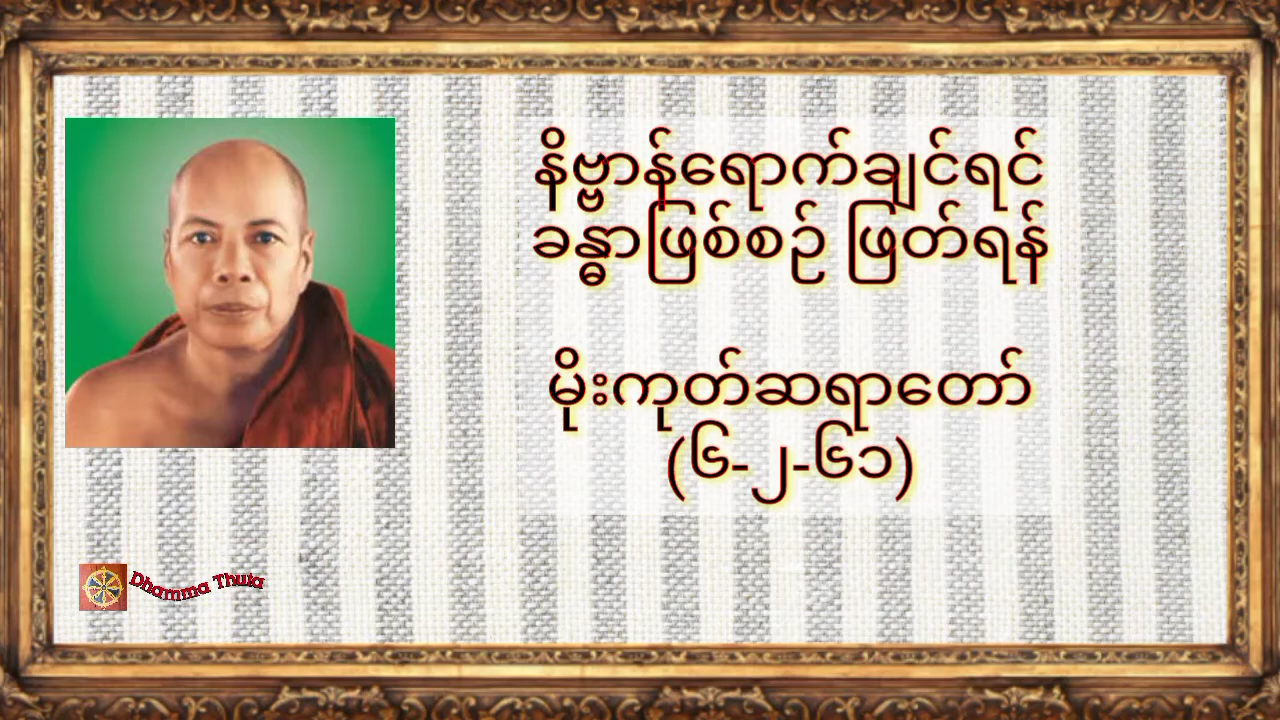 နိဗ္ဗာန်ရောက်ချင်ရင်
ခန္ဓာဖြစ်စဉ် ဖြတ်ရန်
မိုးကုတ်ဆရာတော်
(၆-၂-၆၁)
Dhamma Thuta